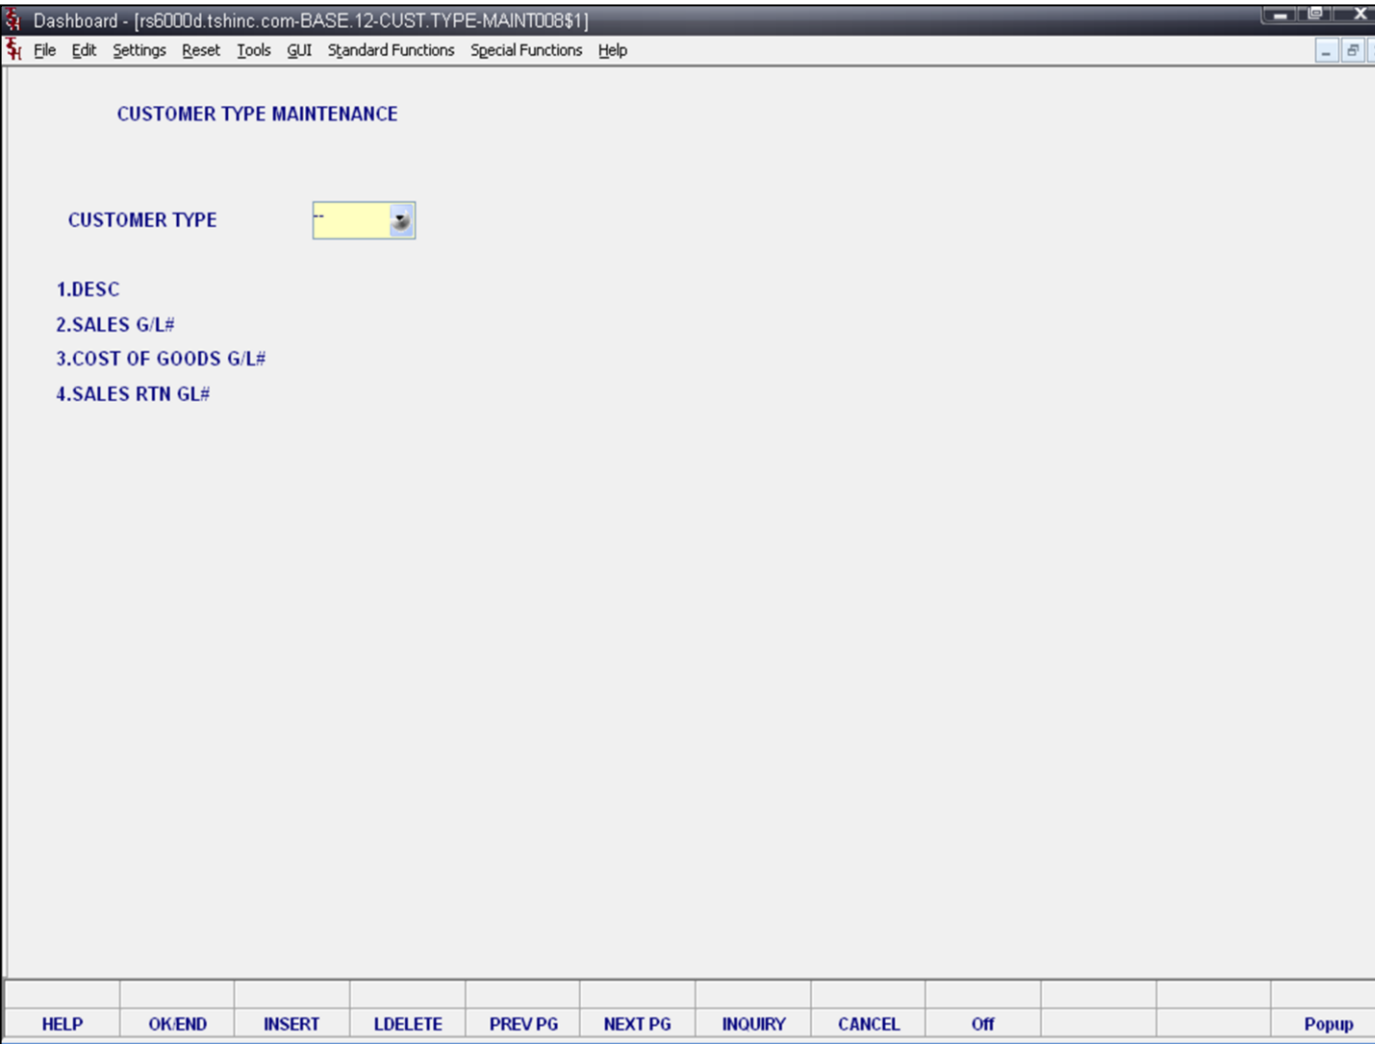 Dashboard - [rs6000d.tshinc.com-BASE.12-CUST.TYPE-MAINT008$1]
File Edit Settings Reset Tools GUI Standard Functions Special Functions Help
CUSTOMER TYPE MAINTENANCE
CUSTOMER TYPE --
1.DESC
2.SALES G/L#
3.COST OF GOODS G/L#
4.SALES RTN GL#
HELP OK/END INSERT LDELETE PREV PG NEXT PG INQUIRY CANCEL Off Popup